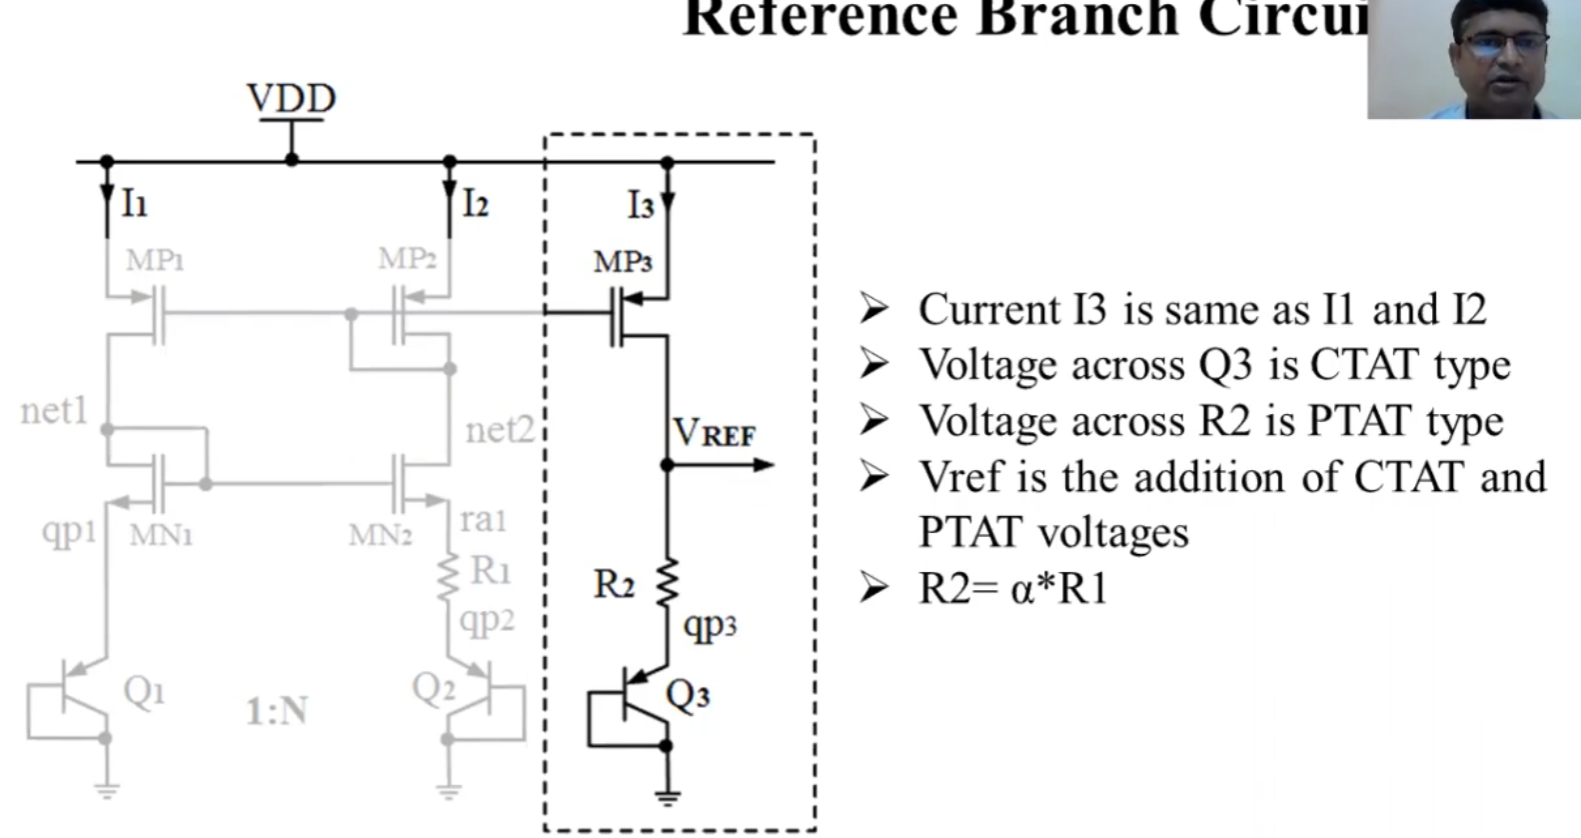 Reference Branch Circui
VDD
I1
I2
I3
MP1
MP2
MP3
net1
net2
VREF
qp1
MN1
MN2
ra1
R1
qp2
R2
qp3
Q1
1:N
Q2
Q3
➢ Current I3 is same as I1 and I2
➢ Voltage across Q3 is CTAT type
➢ Voltage across R2 is PTAT type
➢ Vref is the addition of CTAT and
PTAT voltages
➢ R2= α*R1